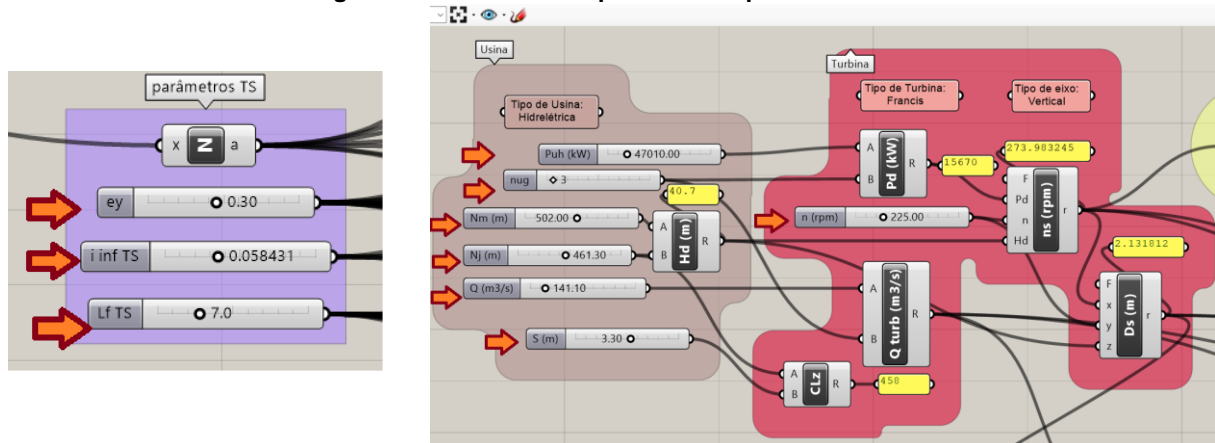 parâmetros TS
x N a
ey 0.30
i inf TS 0.058431
Lf TS 7.0
Usina
Tipo de Usina:
Hidrelétrica
Puh (kW) 47010.00
nug 3
40.7
Nm (m) 502.00
Nj (m) 461.30
Q (m3/s) 141.10
S (m) 3.30
A
B
Hd (m)
R
Turbina
Tipo de Turbina:
Francis
Tipo de eixo:
Vertical
A
B
Pd (kW)
R
15670
273.983245
n (rpm) 225.00
F
Pd
n
Hd
ns (rpm)
r
2.131812
A
B
Q turb (m3/s)
R
F
x
y
z
Ds (m)
r
A
B
CLz
R
458